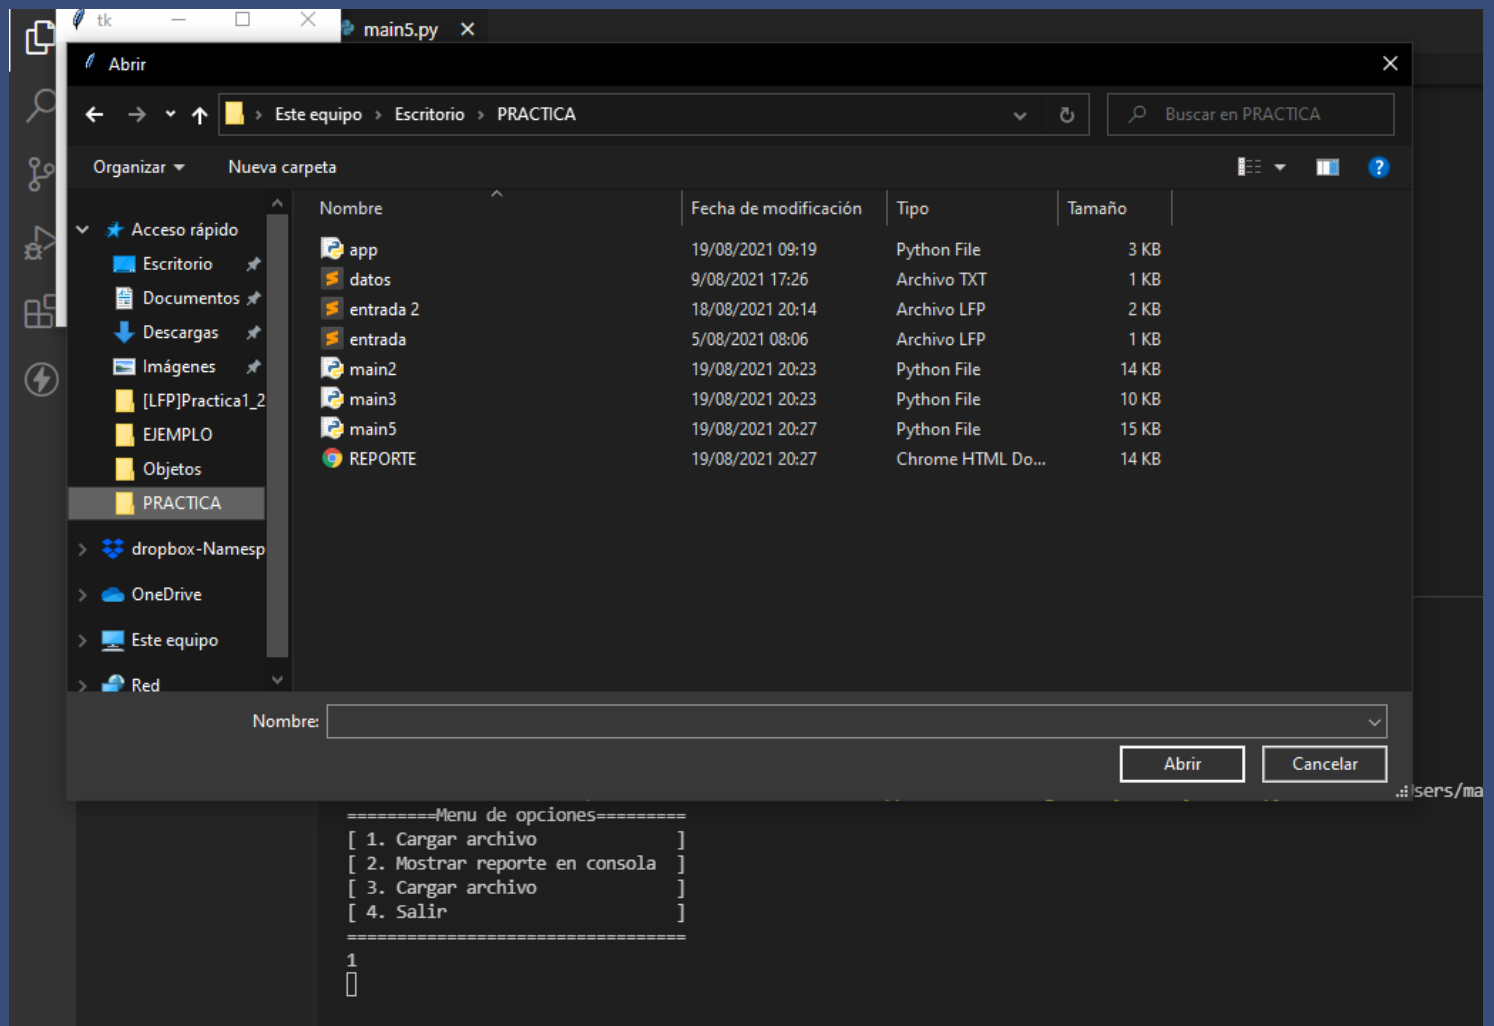 tk
main5.py
Abrir
Este equipo > Escritorio > PRACTICA
Buscar en PRACTICA
Organizar
Nueva carpeta
Nombre Fecha de modificación Tipo Tamaño
Acceso rápido
Escritorio
Documentos
Descargas
Imágenes
[LFP]Practica1_2
EJEMPLO
Objetos
PRACTICA
dropbox-Namesp
OneDrive
Este equipo
Red
app 19/08/2021 09:19 Python File 3 KB
datos 9/08/2021 17:26 Archivo TXT 1 KB
entrada 2 18/08/2021 20:14 Archivo LFP 2 KB
entrada 5/08/2021 08:06 Archivo LFP 1 KB
main2 19/08/2021 20:23 Python File 14 KB
main3 19/08/2021 20:23 Python File 10 KB
main5 19/08/2021 20:27 Python File 15 KB
REPORTE 19/08/2021 20:27 Chrome HTML Do... 14 KB
Nombre:
Abrir Cancelar
sers/ma
=========Menu de opciones=========
[ 1. Cargar archivo ]
[ 2. Mostrar reporte en consola ]
[ 3. Cargar archivo ]
[ 4. Salir ]
==================================
1